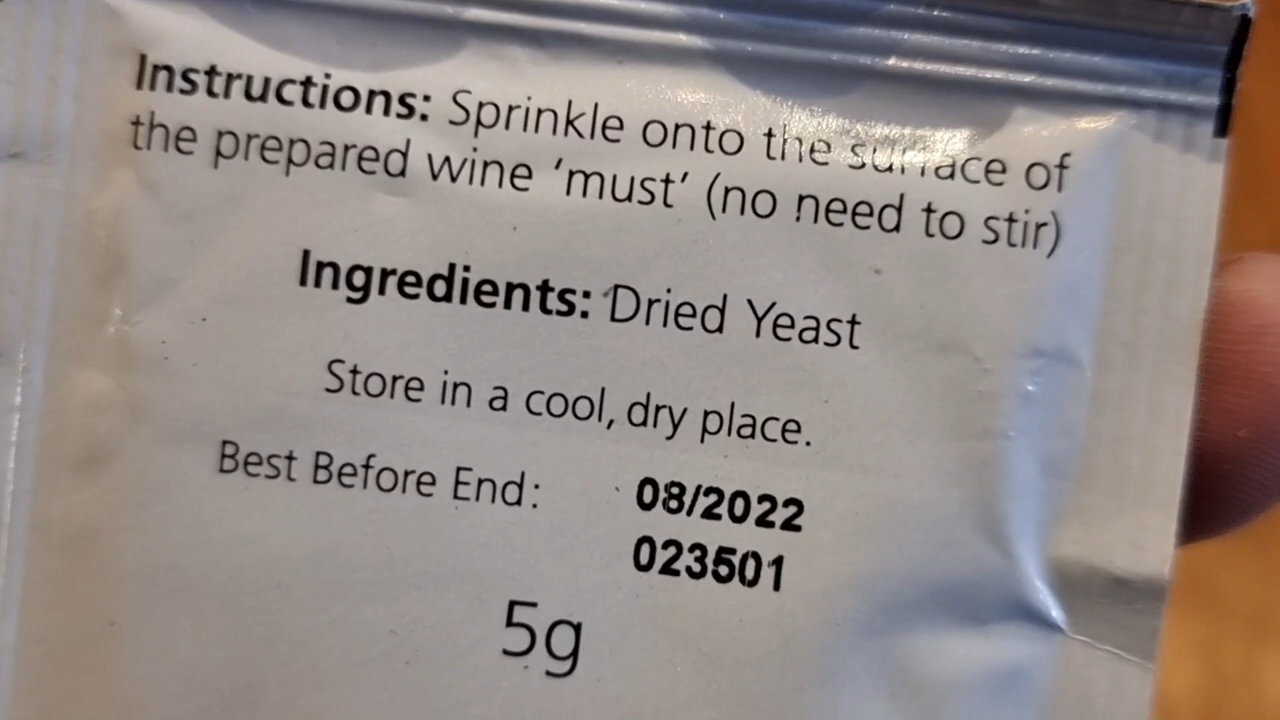 Instructions: Sprinkle onto the surface of
the prepared wine ‘must’ (no need to stir)
Ingredients: Dried Yeast
Store in a cool, dry place.
Best Before End: 08/2022
023501
5g